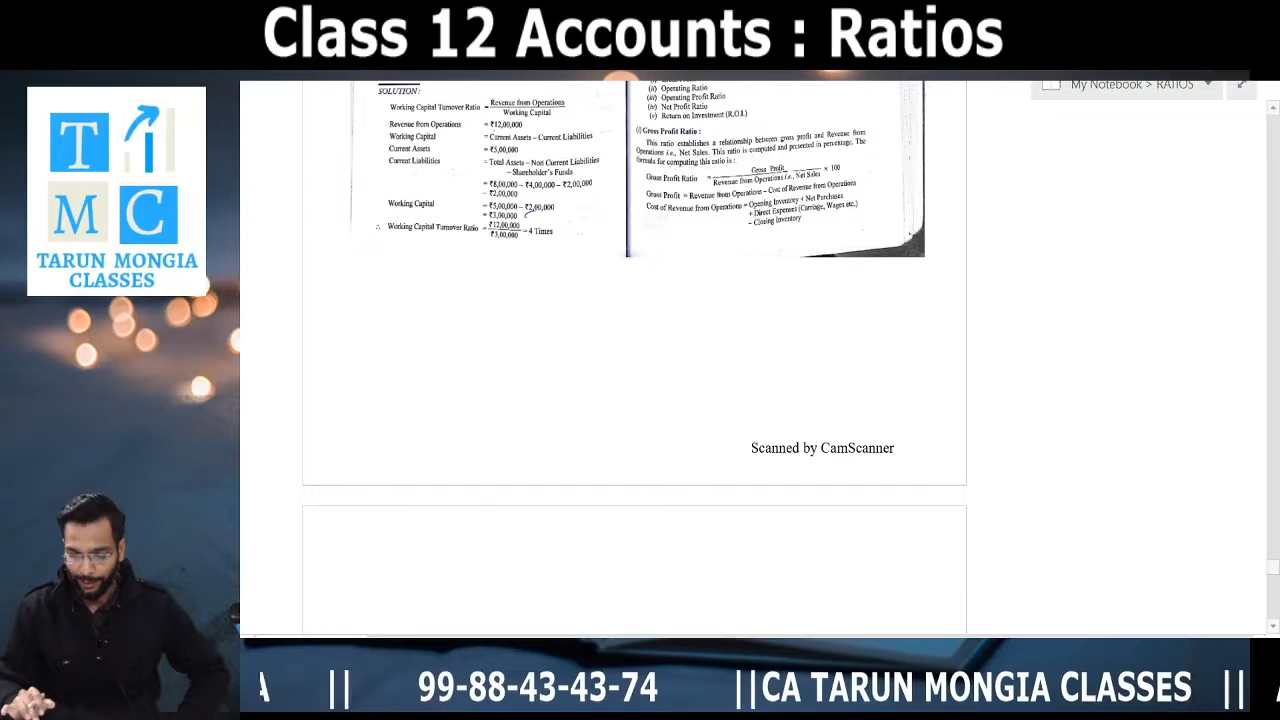 Class 12 Accounts : Ratios
T
M C
TARUN MONGIA
CLASSES
My Notebook > RATIOS
SOLUTION:
Working Capital Turnover Ratio = Revenue from Operations
Working Capital
Revenue from Operations = ₹12,00,000
Working Capital = Current Assets – Current Liabilities
Current Assets = ₹5,00,000
Current Liabilities = Total Assets – Non Current Liabilities
– Shareholder's Funds
= ₹8,00,000 – ₹4,00,000 – ₹2,00,000
= ₹2,00,000
Working Capital = ₹5,00,000 – ₹2,00,000
= ₹3,00,000
∴ Working Capital Turnover Ratio = ₹12,00,000
₹3,00,000 = 4 Times
(ii) Operating Ratio
(iii) Operating Profit Ratio
(iv) Net Profit Ratio
(v) Return on Investment (R.O.I.)
(i) Gross Profit Ratio :
This ratio establishes a relationship between gross profit and Revenue from
Operations i.e., Net Sales. This ratio is computed and presented in percentage. The
formula for computing this ratio is :
Gross Profit Ratio = Gross Profit × 100
Revenue from Operations i.e., Net Sales
Gross Profit = Revenue from Operations – Cost of Revenue from Operations
Cost of Revenue from Operations = Opening Inventory + Net Purchases
+ Direct Expenses (Carriage, Wages etc.)
– Closing Inventory
Scanned by CamScanner
A || 99-88-43-43-74 ||CA TARUN MONGIA CLASSES ||